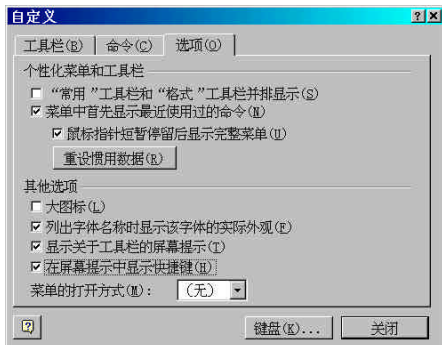 自定义
工具栏(B) 命令(C) 选项(O)
个性化菜单和工具栏
“常用 ”工具栏和 “格式 ”工具栏并排显示(S)
菜单中首先显示最近使用过的命令(N)
鼠标指针短暂停留后显示完整菜单(U)
重设惯用数据(R)
其他选项
大图标(L)
列出字体名称时显示该字体的实际外观(F)
显示关于工具栏的屏幕提示(T)
在屏幕提示中显示快捷键(H)
菜单的打开方式(M): (无)
键盘(K)... 关闭